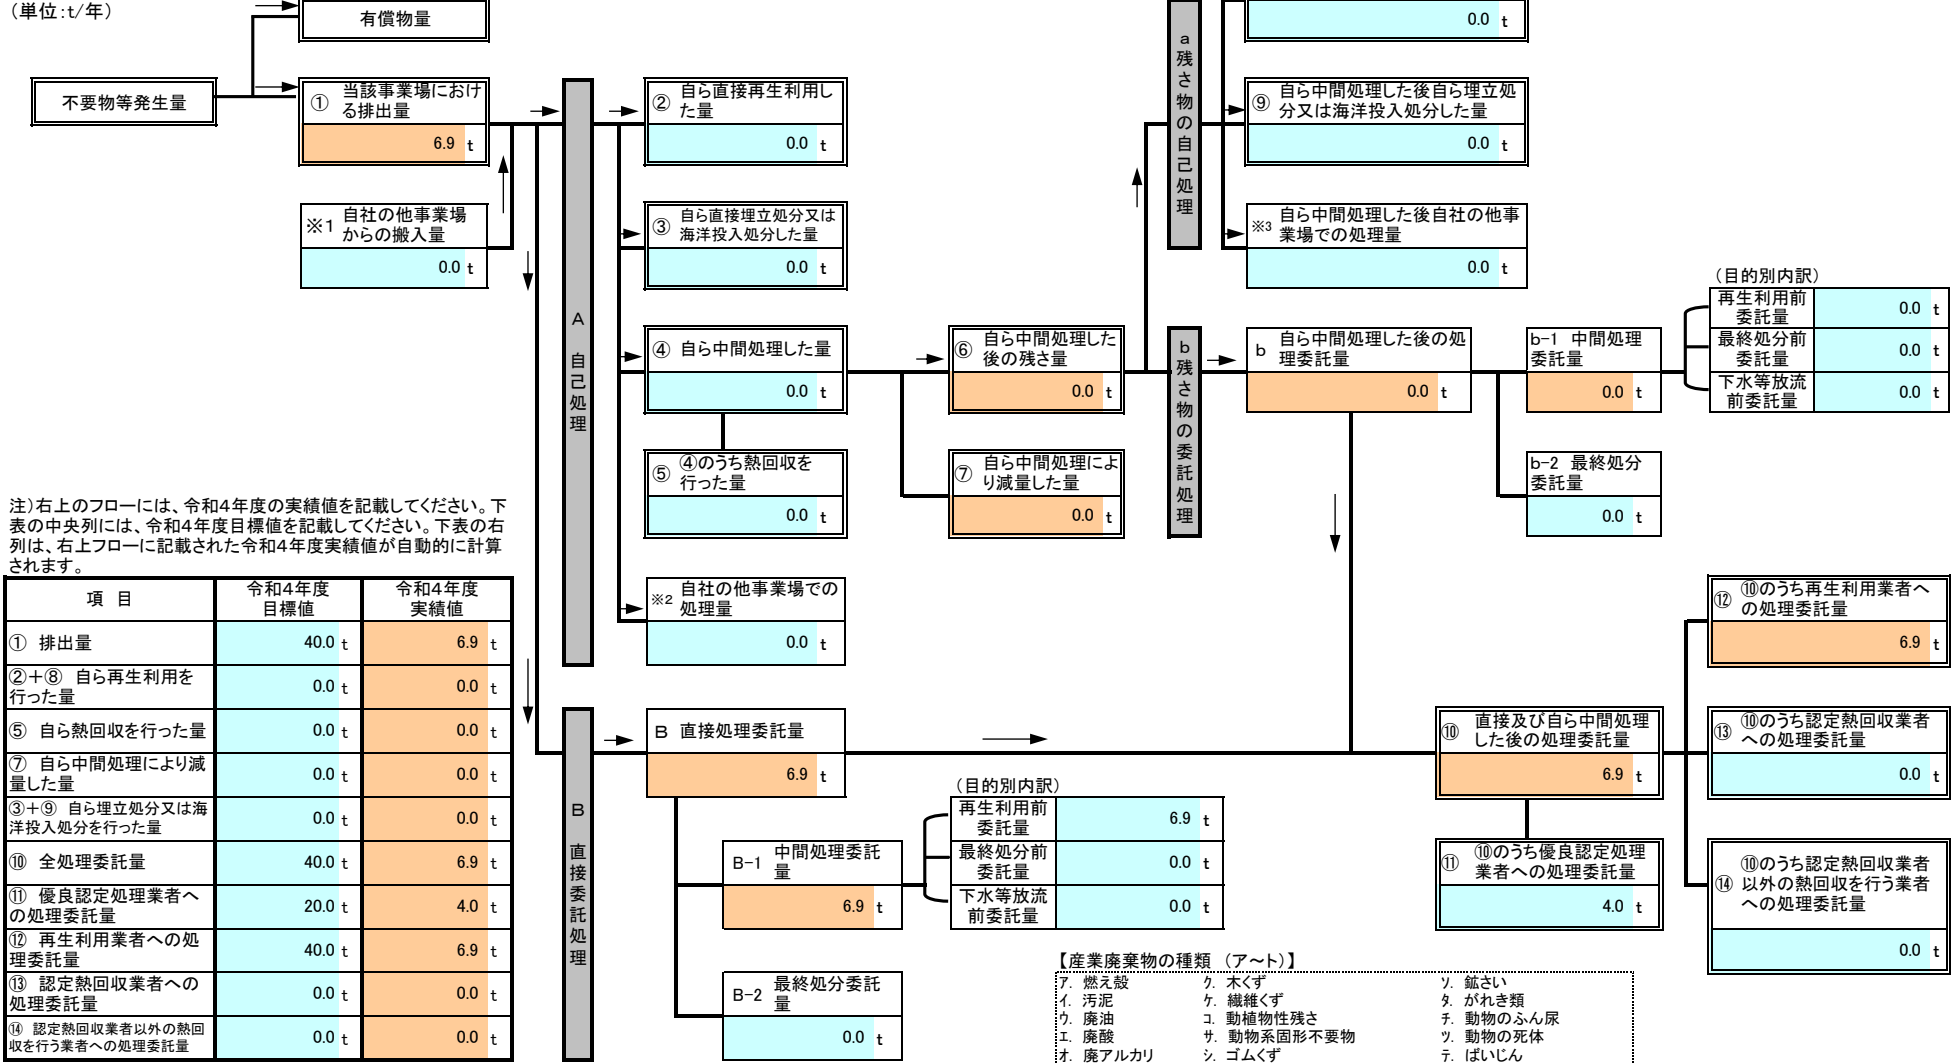 （単位:t/年）
有償物量
不要物等発生量
① 当該事業場におけ
る排出量
6.9 t
※1 自社の他事業場
からの搬入量
0.0 t
A 自己処理
② 自ら直接再生利用し
た量
0.0 t
③ 自ら直接埋立処分又は
海洋投入処分した量
0.0 t
④ 自ら中間処理した量
0.0 t
⑤ ④のうち熱回収を
行った量
0.0 t
※2 自社の他事業場での
処理量
0.0 t
⑥ 自ら中間処理した
後の残さ量
0.0 t
⑦ 自ら中間処理によ
り減量した量
0.0 t
a 残さ物の自己処理
0.0 t
⑨ 自ら中間処理した後自ら埋立処
分又は海洋投入処分した量
0.0 t
※3 自ら中間処理した後自社の他事
業場での処理量
0.0 t
b 残さ物の委託処理
b 自ら中間処理した後の処
理委託量
0.0 t
b-1 中間処理
委託量
0.0 t
b-2 最終処分
委託量
0.0 t
（目的別内訳）
再生利用前
委託量 0.0 t
最終処分前
委託量 0.0 t
下水等放流
前委託量 0.0 t
注）右上のフローには、令和4年度の実績値を記載してください。下
表の中央列には、令和4年度目標値を記載してください。下表の右
列は、右上フローに記載された令和4年度実績値が自動的に計算
されます。
項 目 令和4年度
目標値 令和4年度
実績値
① 排出量 40.0 t 6.9 t
②＋⑧ 自ら再生利用を
行った量 0.0 t 0.0 t
⑤ 自ら熱回収を行った量 0.0 t 0.0 t
⑦ 自ら中間処理により減
量した量 0.0 t 0.0 t
③＋⑨ 自ら埋立処分又は海
洋投入処分を行った量 0.0 t 0.0 t
⑩ 全処理委託量 40.0 t 6.9 t
⑪ 優良認定処理業者へ
の処理委託量 20.0 t 4.0 t
⑫ 再生利用業者への処
理委託量 40.0 t 6.9 t
⑬ 認定熱回収業者への
処理委託量 0.0 t 0.0 t
⑭ 認定熱回収業者以外の熱回
収を行う業者への処理委託量 0.0 t 0.0 t
B 直接委託処理
B 直接処理委託量
6.9 t
B-1 中間処理委託
量
6.9 t
B-2 最終処分委託
量
0.0 t
（目的別内訳）
再生利用前
委託量 6.9 t
最終処分前
委託量 0.0 t
下水等放流
前委託量 0.0 t
⑩ 直接及び自ら中間処理
した後の処理委託量
6.9 t
⑪ ⑩のうち優良認定処理
業者への処理委託量
4.0 t
⑫ ⑩のうち再生利用業者へ
の処理委託量
6.9 t
⑬ ⑩のうち認定熱回収業者
への処理委託量
0.0 t
⑭ ⑩のうち認定熱回収業者
以外の熱回収を行う業者
への処理委託量
0.0 t
【産業廃棄物の種類 （ア～ト）】
ア. 燃え殻 ク. 木くず ソ. 鉱さい
イ. 汚泥 ケ. 繊維くず タ. がれき類
ウ. 廃油 コ. 動植物性残さ チ. 動物のふん尿
エ. 廃酸 サ. 動物系固形不要物 ツ. 動物の死体
オ. 廃アルカリ シ. ゴムくず テ. ばいじん